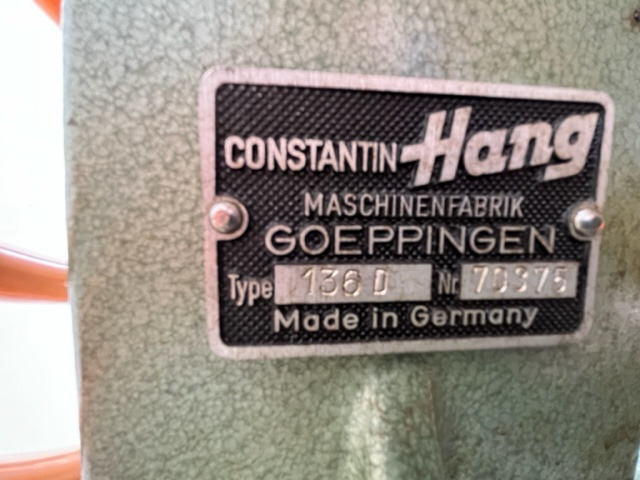 CONSTANTIN Hang
MASCHINENFABRIK
GOEPPINGEN
Type 136 D Nr 70375
Made in Germany